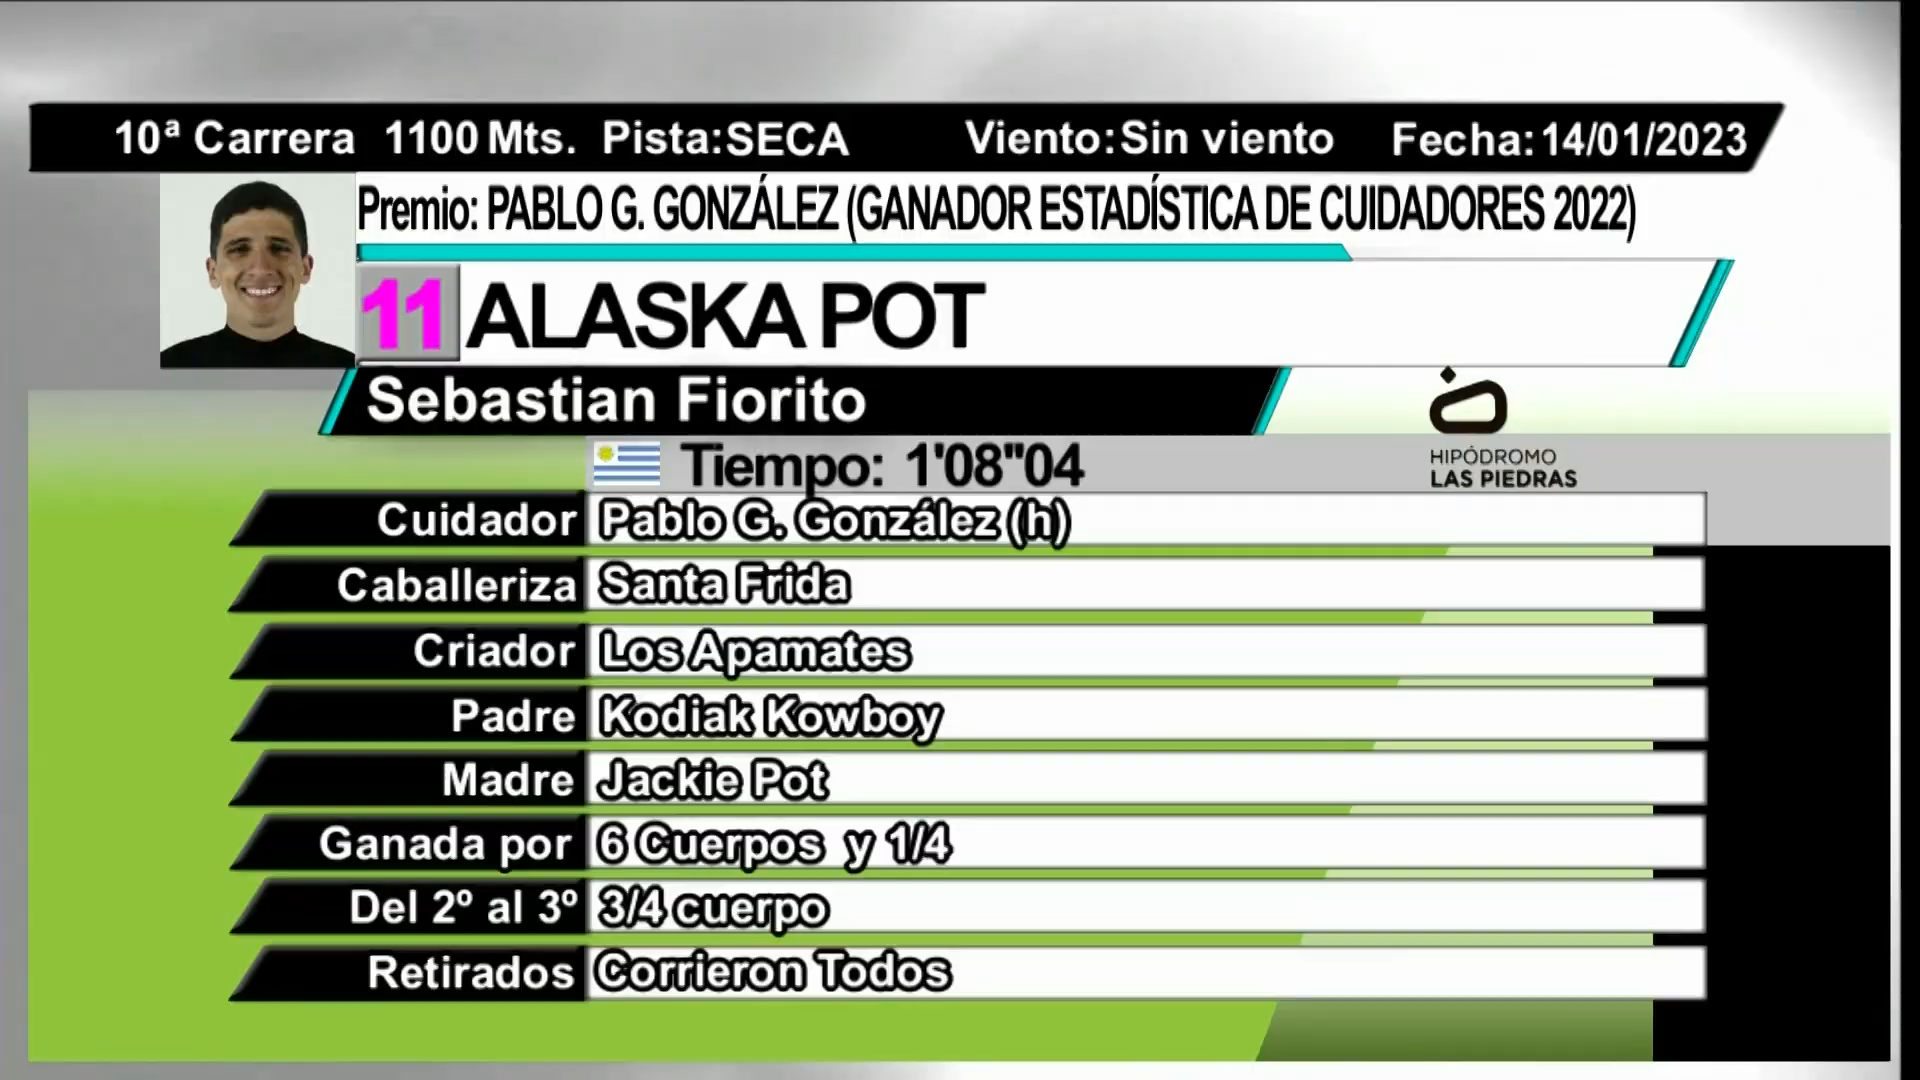 10ª Carrera 1100 Mts. Pista:SECA Viento:Sin viento Fecha:14/01/2023
Premio: PABLO G. GONZÁLEZ (GANADOR ESTADÍSTICA DE CUIDADORES 2022)
11 ALASKA POT
Sebastian Fiorito
Tiempo: 1'08"04
HIPÓDROMO
LAS PIEDRAS
Cuidador Pablo G. González (h)
Caballeriza Santa Frida
Criador Los Apamates
Padre Kodiak Kowboy
Madre Jackie Pot
Ganada por 6 Cuerpos y 1/4
Del 2º al 3º 3/4 cuerpo
Retirados Corrieron Todos